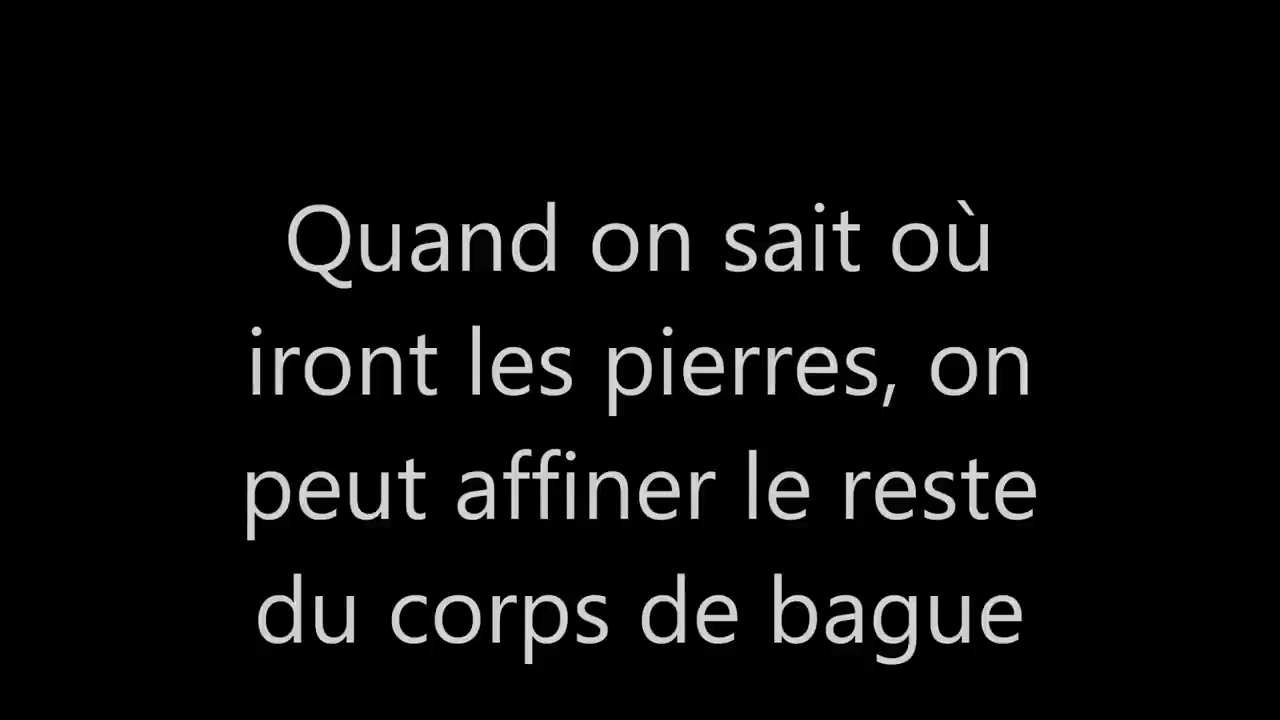 Quand on sait où
iront les pierres, on
peut affiner le reste
du corps de bague